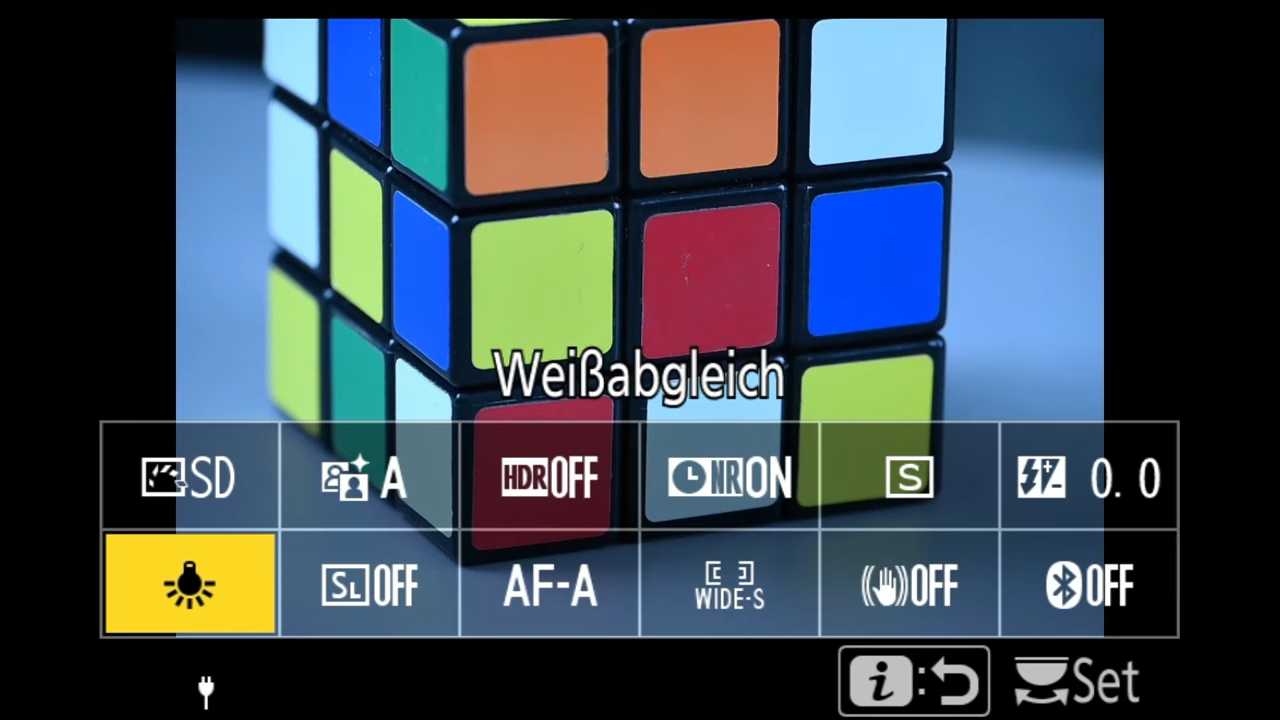 Weißabgleich
SD A HDR OFF NR ON S 0.0
SL OFF AF-A WIDE-S OFF OFF
i : Set